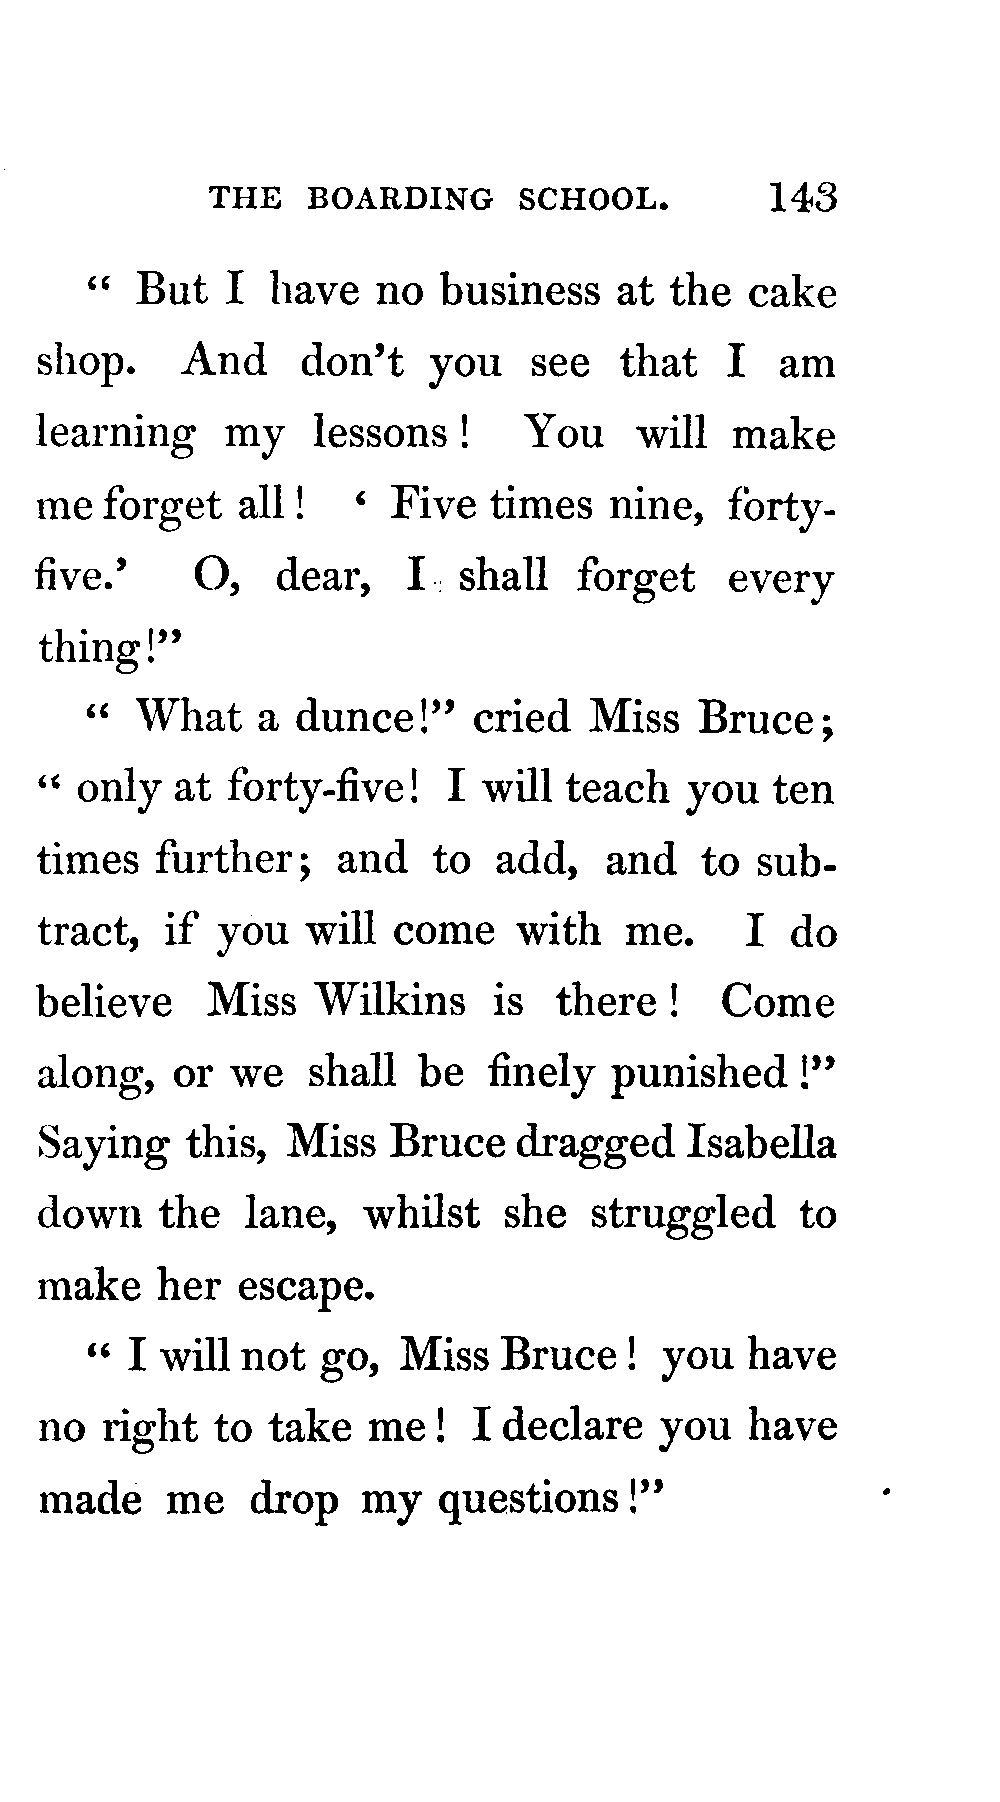 THE BOARDING SCHOOL. 143
“ But I have no business at the cake
shop. And don’t you see that I am
learning my lessons ! You will make
me forget all ! ‘ Five times nine, forty-
five.’ O, dear, I shall forget every
thing !”
“ What a dunce !” cried Miss Bruce ;
“ only at forty-five ! I will teach you ten
times further ; and to add, and to sub-
tract, if you will come with me. I do
believe Miss Wilkins is there ! Come
along, or we shall be finely punished !”
Saying this, Miss Bruce dragged Isabella
down the lane, whilst she struggled to
make her escape.
“ I will not go, Miss Bruce ! you have
no right to take me ! I declare you have
made me drop my questions !”